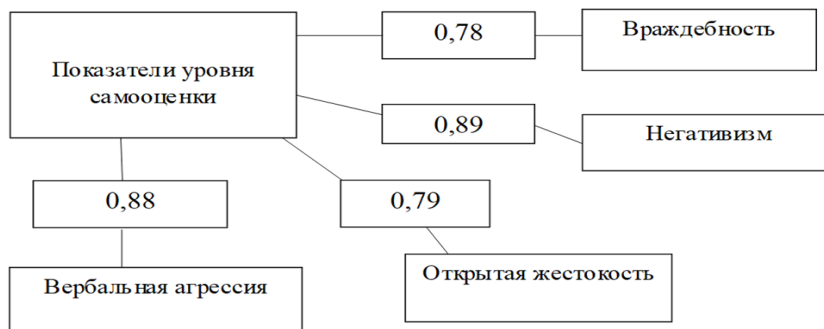 Показатели уровня
самооценки
0,78
Враждебность
0,89
Негативизм
0,88
0,79
Вербальная агрессия
Открытая жестокость